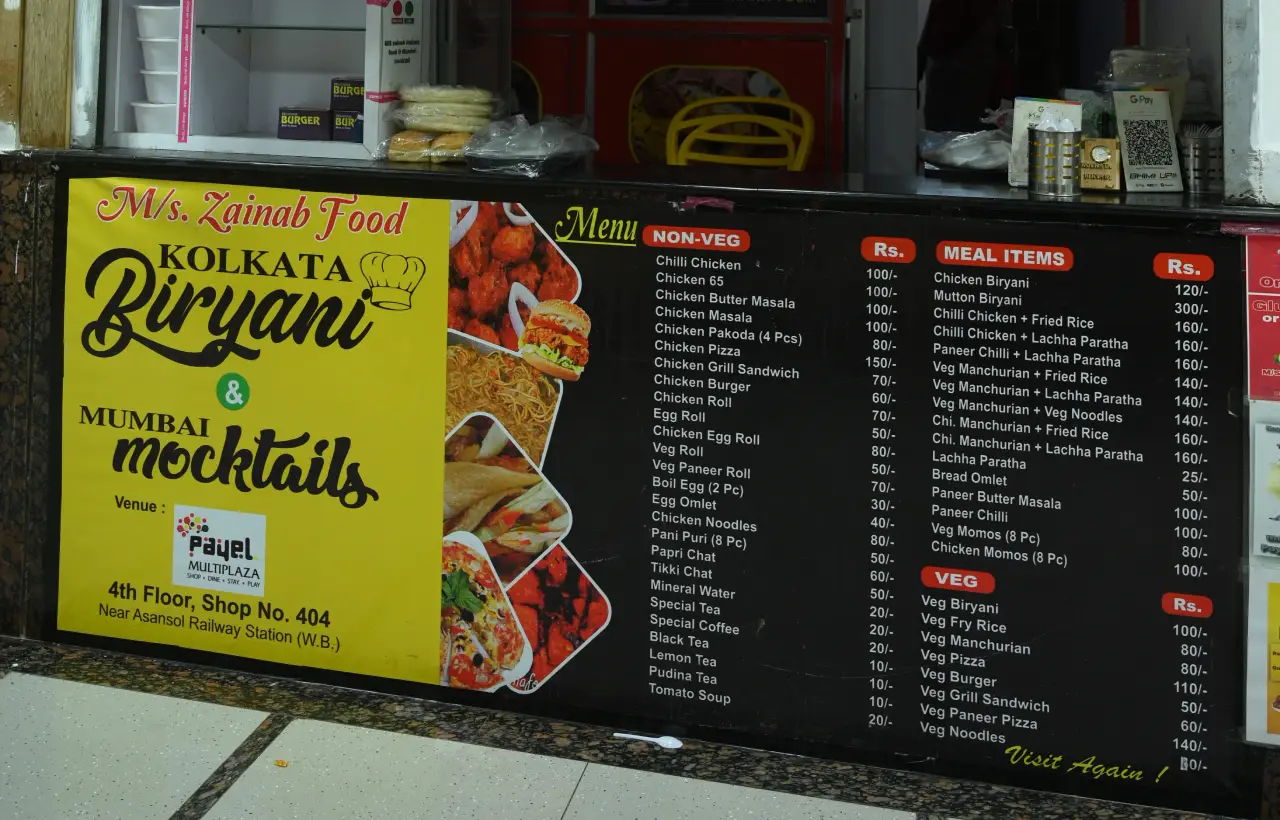 M/s. Zainab Food
KOLKATA
Biryani
&
MUMBAI
mocktails
Venue :
Payel
MULTIPLAZA
SHOP • DINE • STAY • PLAY
4th Floor, Shop No. 404
Near Asansol Railway Station (W.B.)
Menu
NON-VEG Rs.
Chilli Chicken 100/-
Chicken 65 100/-
Chicken Butter Masala 100/-
Chicken Masala 100/-
Chicken Pakoda (4 Pcs) 80/-
Chicken Pizza 150/-
Chicken Grill Sandwich 70/-
Chicken Burger 60/-
Chicken Roll 70/-
Egg Roll 50/-
Chicken Egg Roll 80/-
Veg Roll 50/-
Veg Paneer Roll 70/-
Boil Egg (2 Pc) 30/-
Egg Omlet 40/-
Chicken Noodles 80/-
Pani Puri (8 Pc) 50/-
Papri Chat 60/-
Tikki Chat 50/-
Mineral Water 20/-
Special Tea 20/-
Special Coffee 20/-
Black Tea 10/-
Lemon Tea 10/-
Pudina Tea 10/-
Tomato Soup 20/-
MEAL ITEMS Rs.
Chicken Biryani 120/-
Mutton Biryani 300/-
Chilli Chicken + Fried Rice 160/-
Chilli Chicken + Lachha Paratha 160/-
Paneer Chilli + Lachha Paratha 160/-
Veg Manchurian + Fried Rice 140/-
Veg Manchurian + Lachha Paratha 140/-
Veg Manchurian + Veg Noodles 140/-
Chi. Manchurian + Fried Rice 160/-
Chi. Manchurian + Lachha Paratha 160/-
Lachha Paratha 25/-
Bread Omlet 50/-
Paneer Butter Masala 100/-
Paneer Chilli 100/-
Veg Momos (8 Pc) 80/-
Chicken Momos (8 Pc) 100/-
VEG Rs.
Veg Biryani 100/-
Veg Fry Rice 80/-
Veg Manchurian 80/-
Veg Pizza 110/-
Veg Burger 50/-
Veg Grill Sandwich 60/-
Veg Paneer Pizza 140/-
Veg Noodles
Visit Again !
BURGER
BURGER
G Pay
G Pay
BHIM UPI